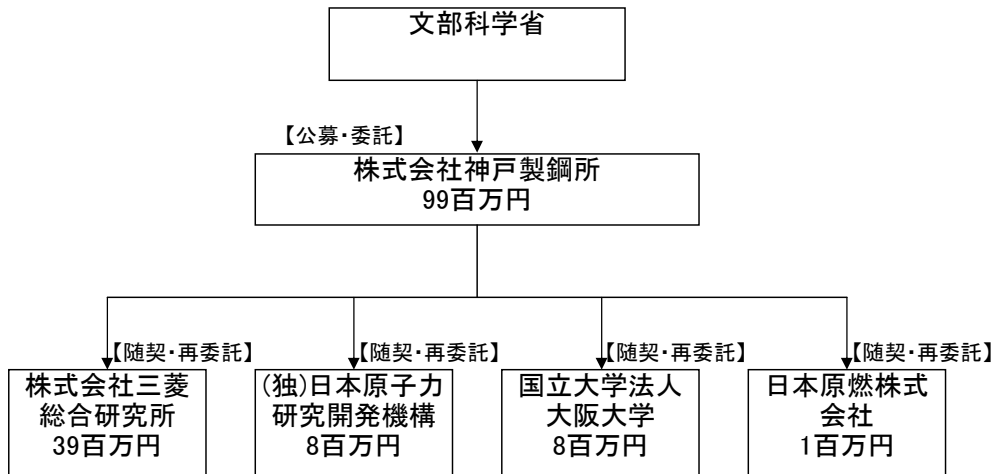 文部科学省
【公募・委託】
株式会社神戸製鋼所
99百万円
【随契・再委託】
【随契・再委託】
【随契・再委託】
【随契・再委託】
株式会社三菱
総合研究所
39百万円
(独)日本原子力
研究開発機構
8百万円
国立大学法人
大阪大学
8百万円
日本原燃株式
会社
1百万円